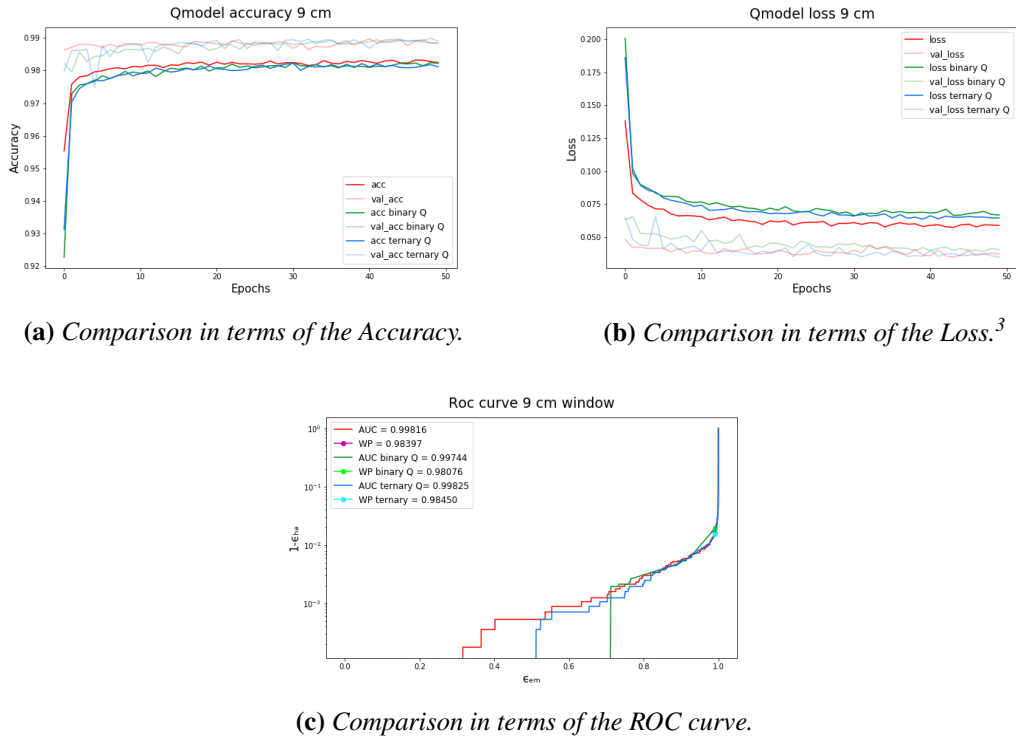 Qmodel accuracy 9 cm
0.99
0.98
0.97
0.96
0.95
0.94
0.93
0.92
Accuracy
acc
val_acc
acc binary Q
val_acc binary Q
acc ternary Q
val_acc ternary Q
0 10 20 30 40 50
Epochs
(a) Comparison in terms of the Accuracy.
Qmodel loss 9 cm
0.200
0.175
0.150
0.125
0.100
0.075
0.050
Loss
loss
val_loss
loss binary Q
val_loss binary Q
loss ternary Q
val_loss ternary Q
0 10 20 30 40 50
Epochs
(b) Comparison in terms of the Loss.³
Roc curve 9 cm window
10⁰
10⁻¹
10⁻²
10⁻³
1-ϵₕₐ
AUC = 0.99816
WP = 0.98397
AUC binary Q = 0.99744
WP binary Q = 0.98076
AUC ternary Q= 0.99825
WP ternary = 0.98450
0.0 0.2 0.4 0.6 0.8 1.0
ϵₑₘ
(c) Comparison in terms of the ROC curve.